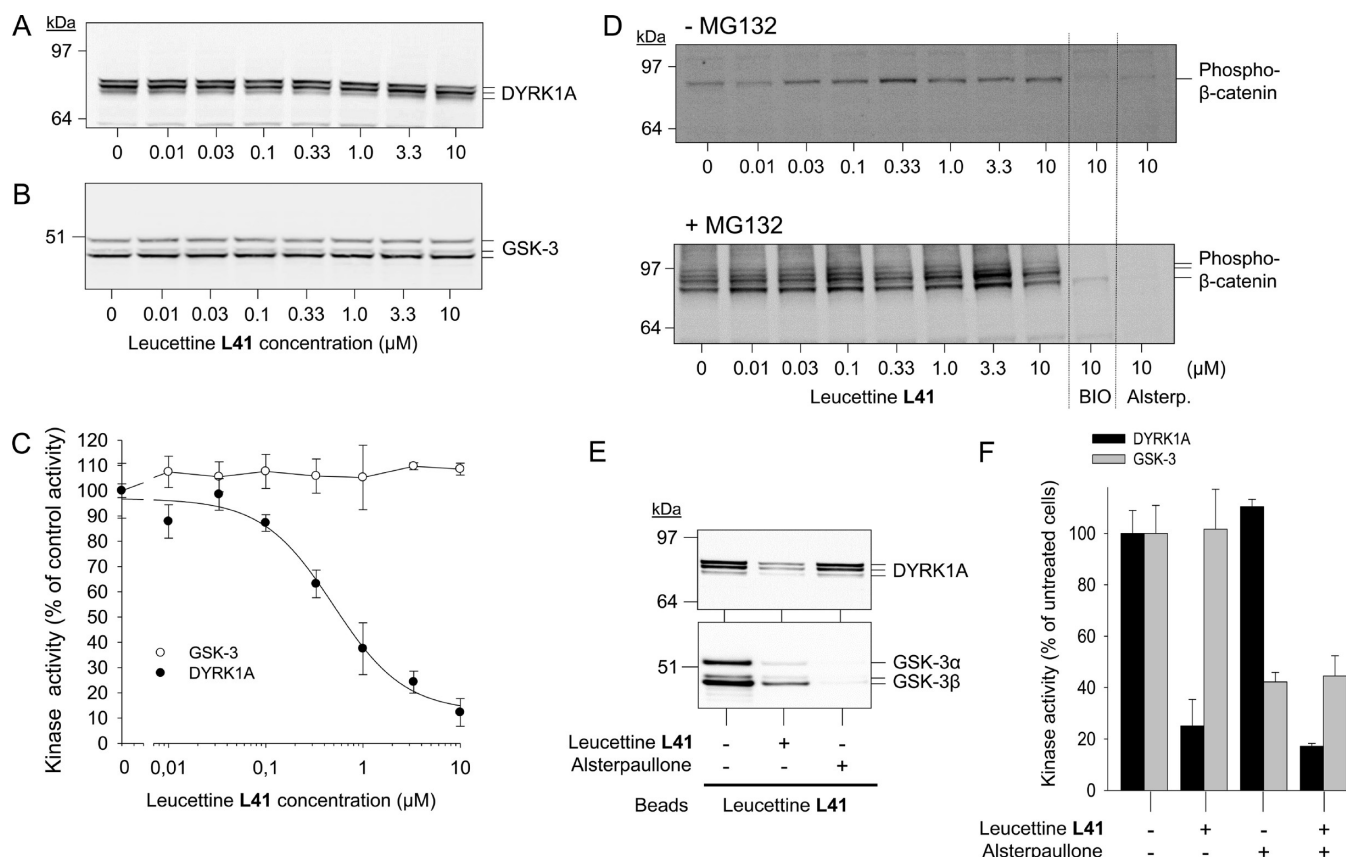 A
kDa
97
64
DYRK1A
0 0.01 0.03 0.1 0.33 1.0 3.3 10
B
51
GSK-3
0 0.01 0.03 0.1 0.33 1.0 3.3 10
Leucettine L41 concentration (µM)
C
Kinase activity (% of control activity)
120
110
100
90
80
70
60
50
40
30
20
10
0
GSK-3
DYRK1A
0 0,01 0,1 1 10
Leucettine L41 concentration (µM)
D
- MG132
kDa
97
64
Phospho-
β-catenin
0 0.01 0.03 0.1 0.33 1.0 3.3 10 10 10
+ MG132
97
64
Phospho-
β-catenin
0 0.01 0.03 0.1 0.33 1.0 3.3 10 10 10 (µM)
Leucettine L41 BIO Alsterp.
E
kDa
97
64
DYRK1A
51
GSK-3α
GSK-3β
Leucettine L41 - + -
Alsterpaullone - - +
Beads Leucettine L41
F
DYRK1A
GSK-3
Kinase activity (% of untreated cells)
100
80
60
40
20
0
Leucettine L41 - + - +
Alsterpaullone - - + +